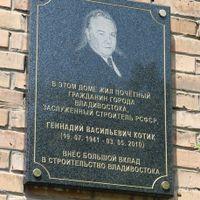 В ЭТОМ ДОМЕ ЖИЛ ПОЧЁТНЫЙ
ГРАЖДАНИН ГОРОДА
ВЛАДИВОСТОКА,
ЗАСЛУЖЕННЫЙ СТРОИТЕЛЬ РСФСР,
ГЕННАДИЙ ВАСИЛЬЕВИЧ КОТИК
(19. 07. 1941 - 03. 05. 2010)
ВНЁС БОЛЬШОЙ ВКЛАД
В СТРОИТЕЛЬСТВО ВЛАДИВОСТОКА